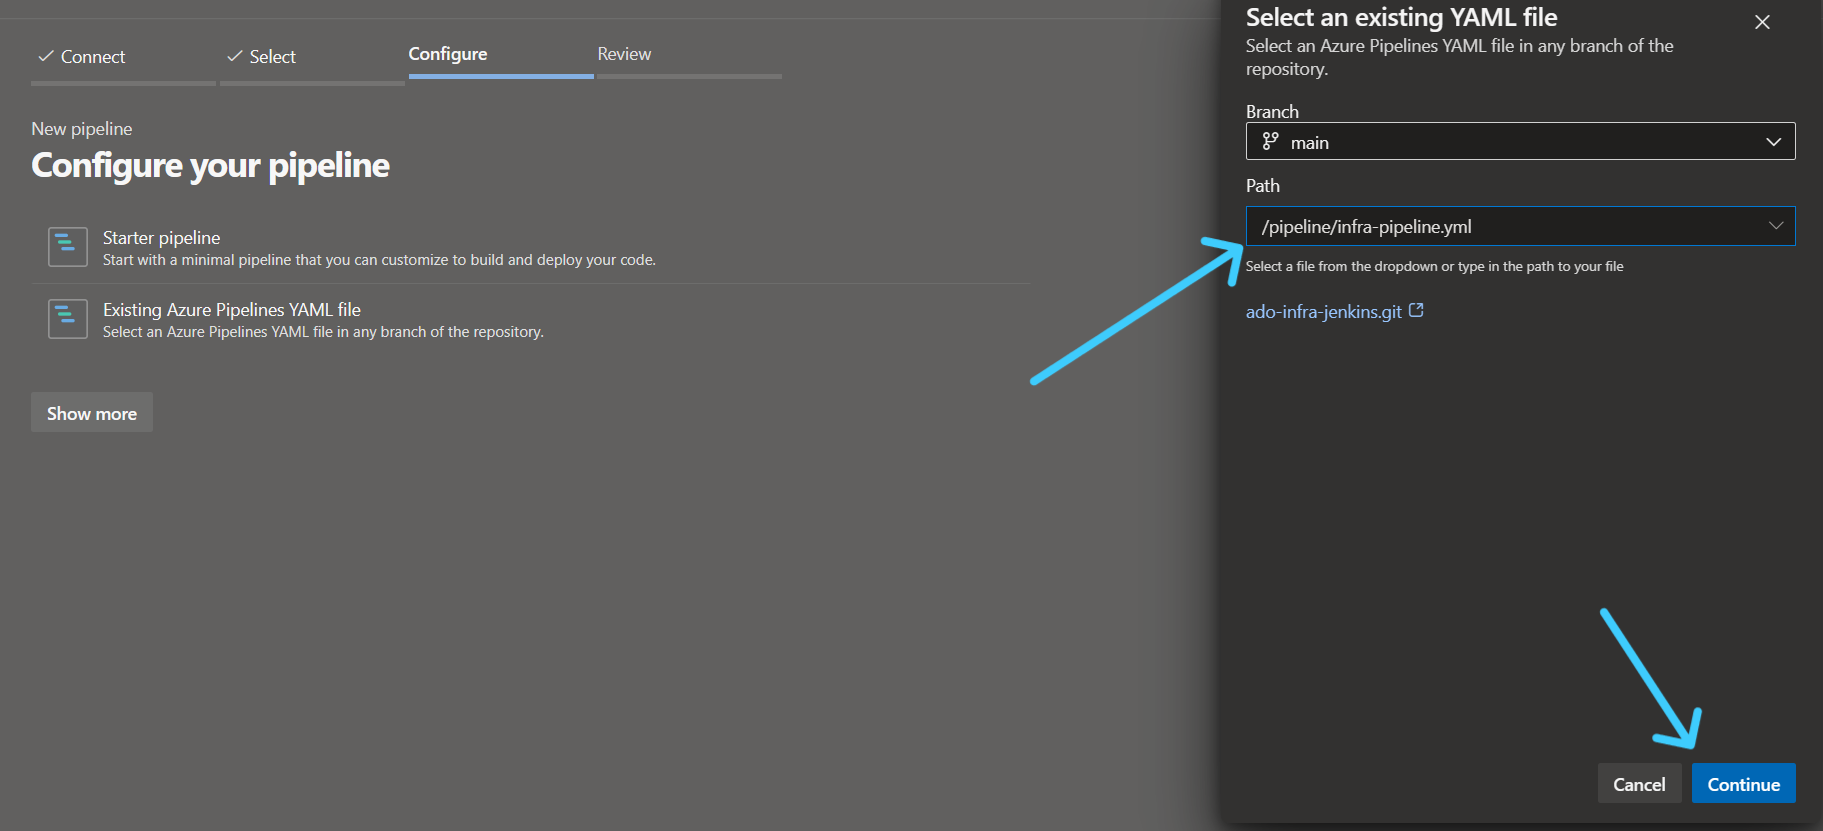 Connect
Select
Configure
Review
New pipeline
Configure your pipeline
Starter pipeline
Start with a minimal pipeline that you can customize to build and deploy your code.
Existing Azure Pipelines YAML file
Select an Azure Pipelines YAML file in any branch of the repository.
Show more
Select an existing YAML file
Select an Azure Pipelines YAML file in any branch of the
repository.
Branch
main
Path
/pipeline/infra-pipeline.yml
Select a file from the dropdown or type in the path to your file
ado-infra-jenkins.git
Cancel
Continue